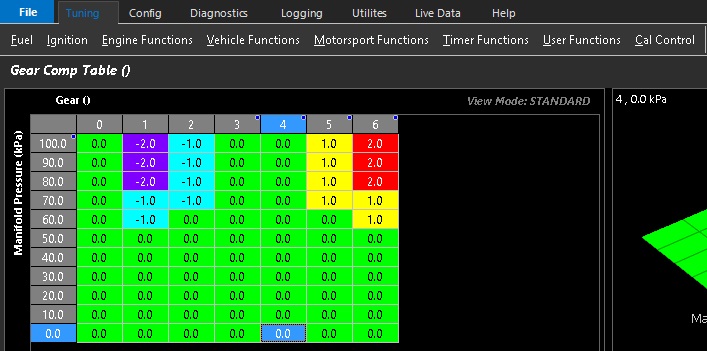 File Tuning Config Diagnostics Logging Utilites Live Data Help
Fuel Ignition Engine Functions Vehicle Functions Motorsport Functions Timer Functions User Functions Cal Control
Gear Comp Table ()
Gear () View Mode: STANDARD 4 , 0.0 kPa
Manifold Pressure (kPa)
0 1 2 3 4 5 6
100.0 0.0 -2.0 -1.0 0.0 0.0 1.0 2.0
90.0 0.0 -2.0 -1.0 0.0 0.0 1.0 2.0
80.0 0.0 -2.0 -1.0 0.0 0.0 1.0 2.0
70.0 0.0 -1.0 -1.0 0.0 0.0 1.0 1.0
60.0 0.0 -1.0 0.0 0.0 0.0 0.0 1.0
50.0 0.0 0.0 0.0 0.0 0.0 0.0 0.0
40.0 0.0 0.0 0.0 0.0 0.0 0.0 0.0
30.0 0.0 0.0 0.0 0.0 0.0 0.0 0.0
20.0 0.0 0.0 0.0 0.0 0.0 0.0 0.0
10.0 0.0 0.0 0.0 0.0 0.0 0.0 0.0
0.0 0.0 0.0 0.0 0.0 0.0 0.0 0.0